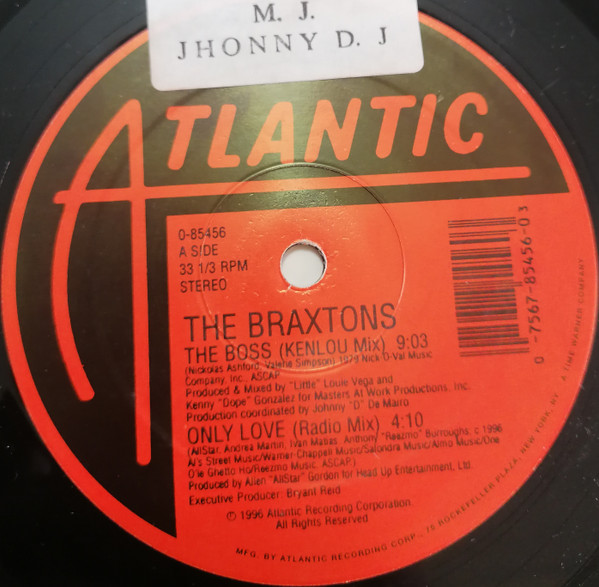 M. J.
JHONNY D. J
ATLANTIC
0-85456
A SIDE
33 1/3 RPM
STEREO
THE BRAXTONS
THE BOSS (KENLOU Mix) 9:03
(Nickolas Ashford, Valerie Simpson) 1979 Nick-O-Val Music
Company, Inc., ASCAP
Produced & Mixed by "Little" Louie Vega and
Kenny "Dope" Gonzalez for Masters At Work Productions, Inc.
Production coordinated by Johnny "D" De Mairo
ONLY LOVE (Radio Mix) 4:10
(AllStar, Andrea Martin, Ivan Matias, Anthony "Reezmo" Burroughs, c 1996
Al's Street Music/Warner-Chappell Music/Salondra Music/Almo Music/One
O'le Ghetto Ho/Reezmo Music, ASCAP)
Produced by Allen "AllStar" Gordon for Head Up Entertainment, Ltd.
Executive Producer: Bryant Reid
© 1996 Atlantic Recording Corporation.
All Rights Reserved
0 -7567-85456-0 3
MFG. BY ATLANTIC RECORDING CORP., 75 ROCKEFELLER PLAZA, NEW YORK, NY. A TIME WARNER COMPANY